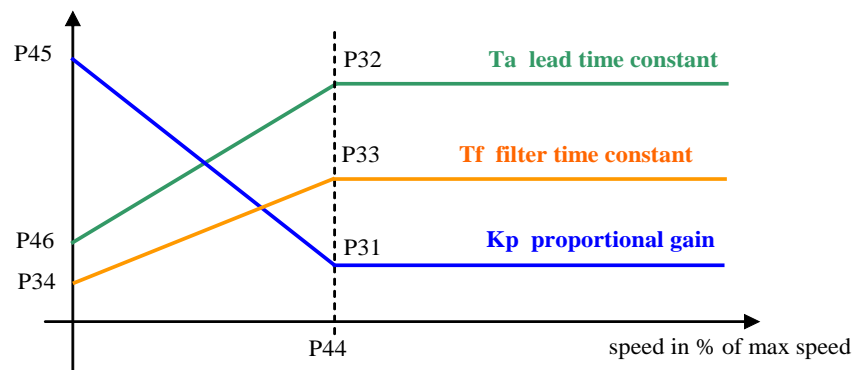 P45
P32
Ta lead time constant
P33
Tf filter time constant
P46
P31
Kp proportional gain
P34
P44
speed in % of max speed